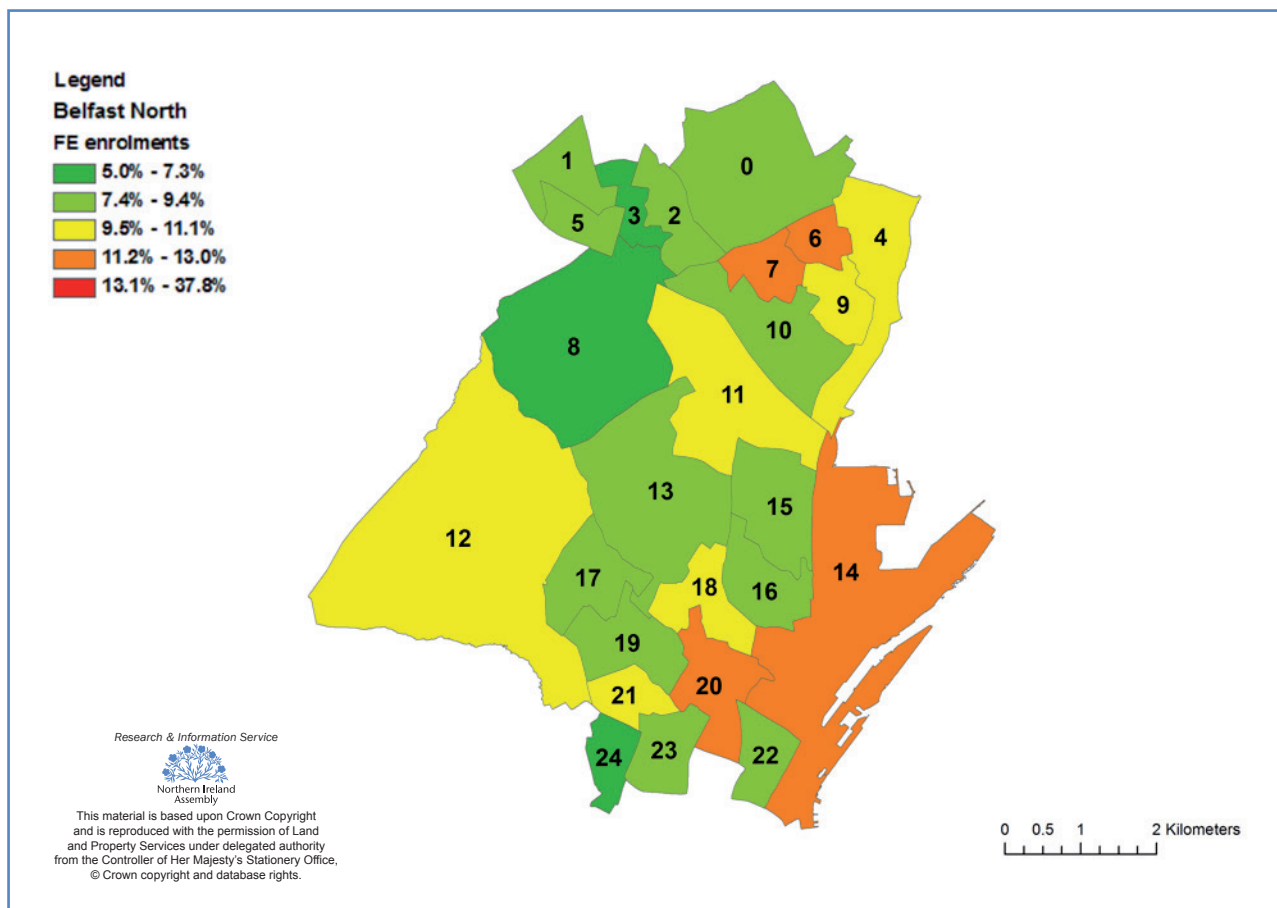 Legend
Belfast North
FE enrolments
5.0% - 7.3%
7.4% - 9.4%
9.5% - 11.1%
11.2% - 13.0%
13.1% - 37.8%
0
1
2
3
5
4
6
7
9
10
8
11
13
15
12
14
17
18
16
19
20
21
22
23
24
Research & Information Service
Northern Ireland
Assembly
This material is based upon Crown Copyright
and is reproduced with the permission of Land
and Property Services under delegated authority
from the Controller of Her Majesty's Stationery Office,
© Crown copyright and database rights.
0 0.5 1 2 Kilometers